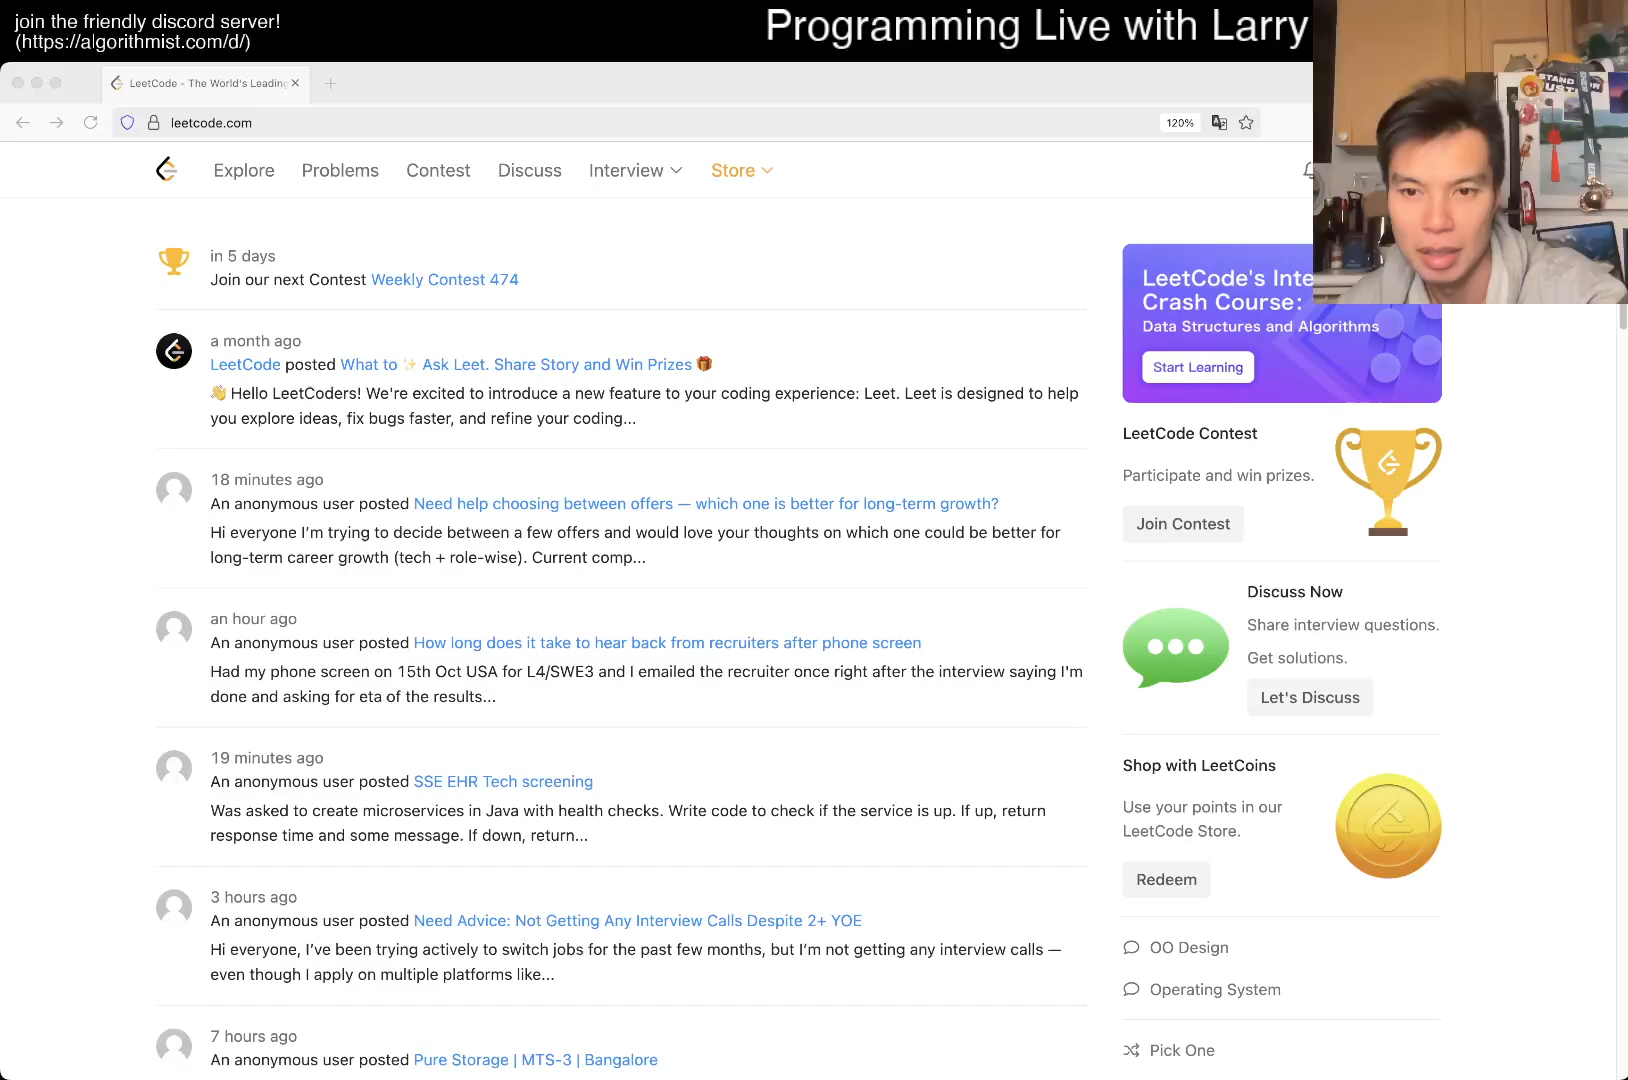 join the friendly discord server!
(https://algorithmist.com/d/)
Programming Live with Larry
STAND
LeetCode - The World's Leading
leetcode.com
120%
Explore
Problems
Contest
Discuss
Interview
Store
in 5 days
Join our next Contest Weekly Contest 474
a month ago
LeetCode posted What to ✨ Ask Leet. Share Story and Win Prizes 🎁
👋 Hello LeetCoders! We're excited to introduce a new feature to your coding experience: Leet. Leet is designed to help
you explore ideas, fix bugs faster, and refine your coding...
18 minutes ago
An anonymous user posted Need help choosing between offers — which one is better for long-term growth?
Hi everyone I’m trying to decide between a few offers and would love your thoughts on which one could be better for
long-term career growth (tech + role-wise). Current comp...
an hour ago
An anonymous user posted How long does it take to hear back from recruiters after phone screen
Had my phone screen on 15th Oct USA for L4/SWE3 and I emailed the recruiter once right after the interview saying I'm
done and asking for eta of the results...
19 minutes ago
An anonymous user posted SSE EHR Tech screening
Was asked to create microservices in Java with health checks. Write code to check if the service is up. If up, return
response time and some message. If down, return...
3 hours ago
An anonymous user posted Need Advice: Not Getting Any Interview Calls Despite 2+ YOE
Hi everyone, I’ve been trying actively to switch jobs for the past few months, but I’m not getting any interview calls —
even though I apply on multiple platforms like...
7 hours ago
An anonymous user posted Pure Storage | MTS-3 | Bangalore
LeetCode's Inte
Crash Course:
Data Structures and Algorithms
Start Learning
LeetCode Contest
Participate and win prizes.
Join Contest
Discuss Now
Share interview questions.
Get solutions.
Let's Discuss
Shop with LeetCoins
Use your points in our
LeetCode Store.
Redeem
OO Design
Operating System
Pick One